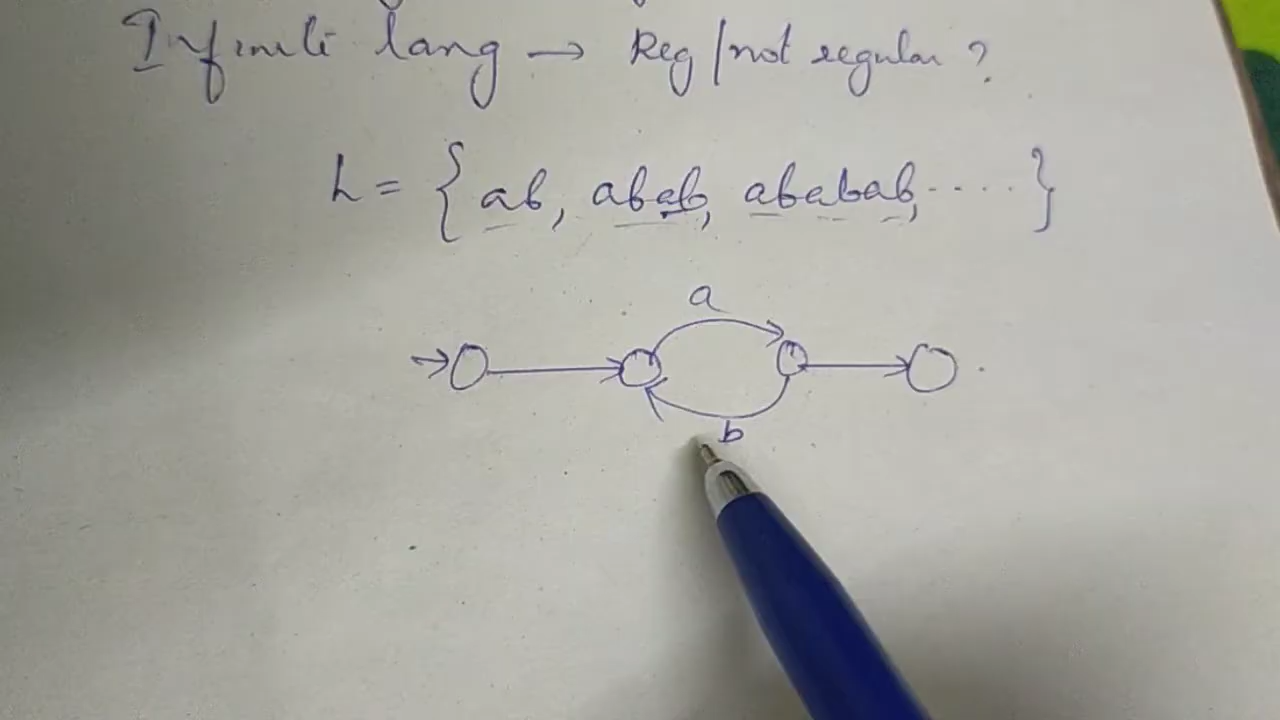 Infinite lang → Reg/not regular ?
L = { ab, abab, ababab, ..... }
a
b